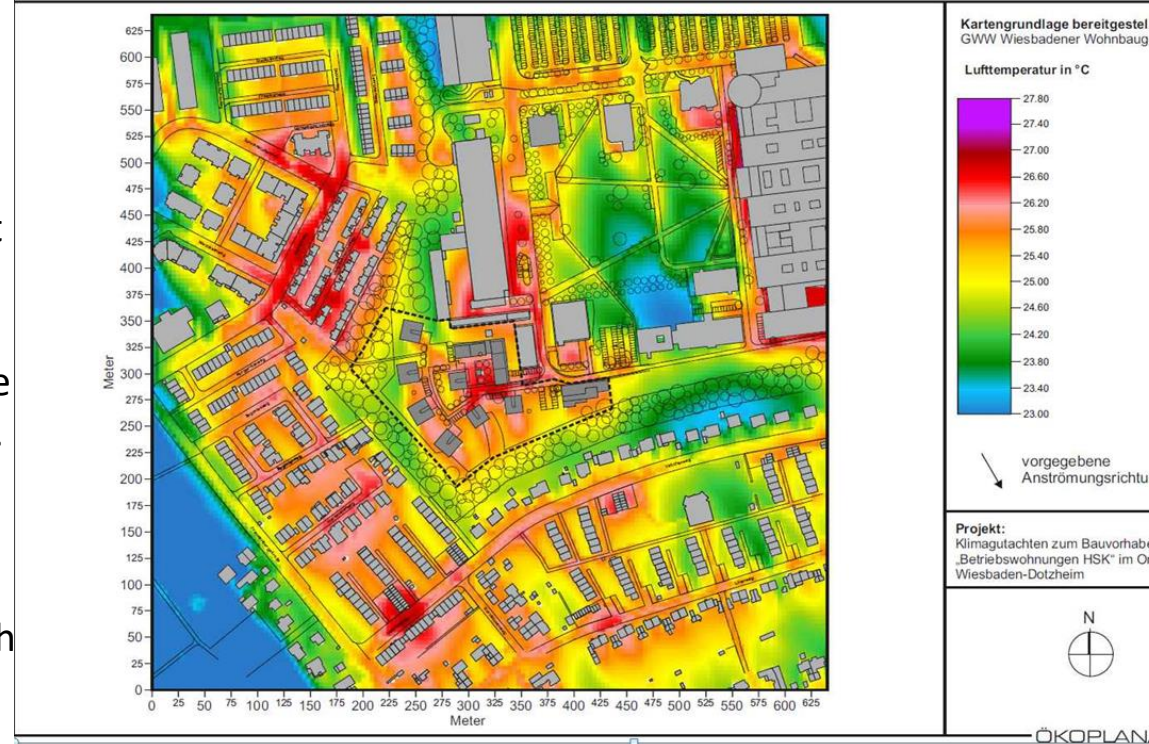 t
e
h
625
600
575
550
525
500
475
450
425
400
375
350
325
300
275
250
225
200
175
150
125
100
75
50
25
0
Meter
0 25 50 75 100 125 150 175 200 225 250 275 300 325 350 375 400 425 450 475 500 525 550 575 600 625
Meter
Kartengrundlage bereitgestel
GWW Wiesbadener Wohnbaug
Lufttemperatur in °C
27.80
27.40
27.00
26.60
26.20
25.80
25.40
25.00
24.60
24.20
23.80
23.40
23.00
vorgegebene
Anströmungsrichtu
Projekt:
Klimagutachten zum Bauvorhabe
„Betriebswohnungen HSK" im Or
Wiesbaden-Dotzheim
N
ÖKOPLANA